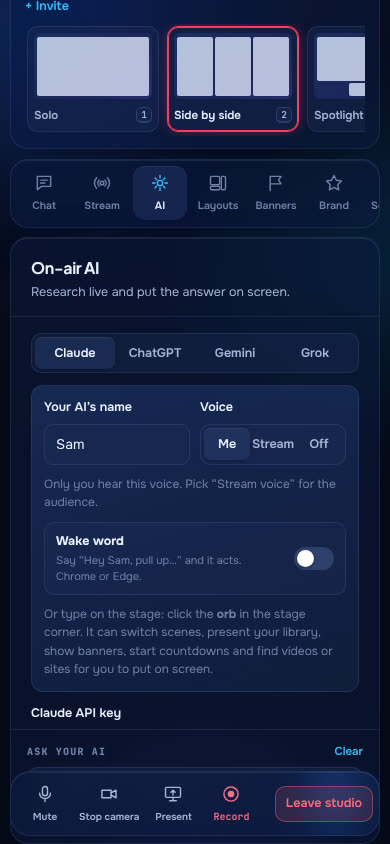 + Invite
Solo 1
Side by side 2
Spotlight
Chat Stream AI Layouts Banners Brand
On-air AI
Research live and put the answer on screen.
Claude ChatGPT Gemini Grok
Your AI's name Voice
Sam Me Stream Off
Only you hear this voice. Pick "Stream voice" for the
audience.
Wake word
Say "Hey Sam, pull up..." and it acts.
Chrome or Edge.
Or type on the stage: click the orb in the stage
corner. It can switch scenes, present your library,
show banners, start countdowns and find videos or
sites for you to put on screen.
Claude API key
ASK YOUR AI Clear
Mute Stop camera Present Record Leave studio